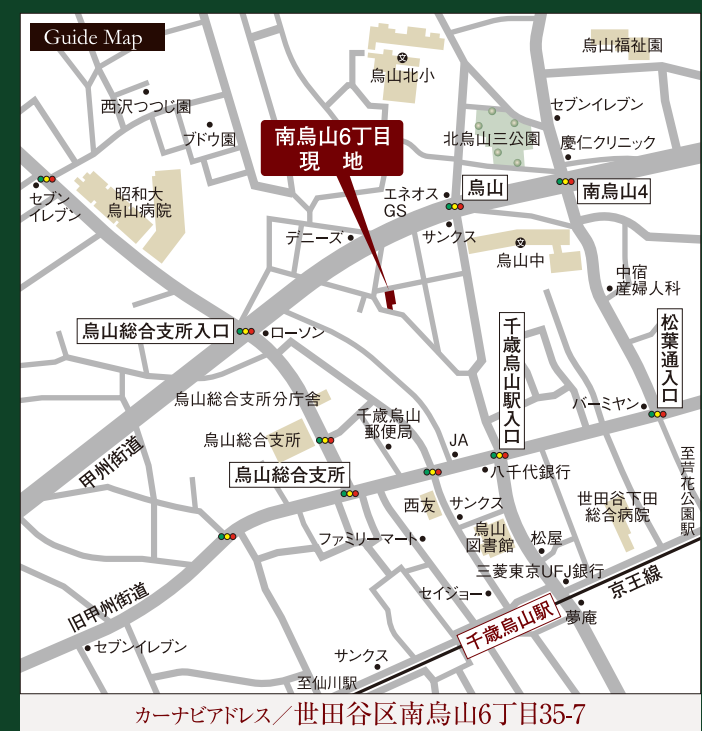 Guide Map
烏山福祉園
烏山北小
西沢つつじ園
セブンイレブン
ブドウ園
南烏山6丁目
現 地
北烏山三公園
慶仁クリニック
セブン
イレブン
昭和大
烏山病院
エネオス
GS
烏山
南烏山4
デニーズ
サンクス
文
烏山中
中宿
産婦人科
烏山総合支所入口
ローソン
千歳烏山駅入口
松葉通入口
烏山総合支所分庁舎
千歳烏山
郵便局
バーミヤン
烏山総合支所
JA
甲州街道
烏山総合支所
八千代銀行
至芦花公園駅
西友
サンクス
世田谷下田
総合病院
ファミリーマート
烏山
図書館
松屋
三菱東京UFJ銀行
旧甲州街道
セイジョー
京王線
千歳烏山駅
夢庵
セブンイレブン
サンクス
至仙川駅
カーナビアドレス／世田谷区南烏山6丁目35-7